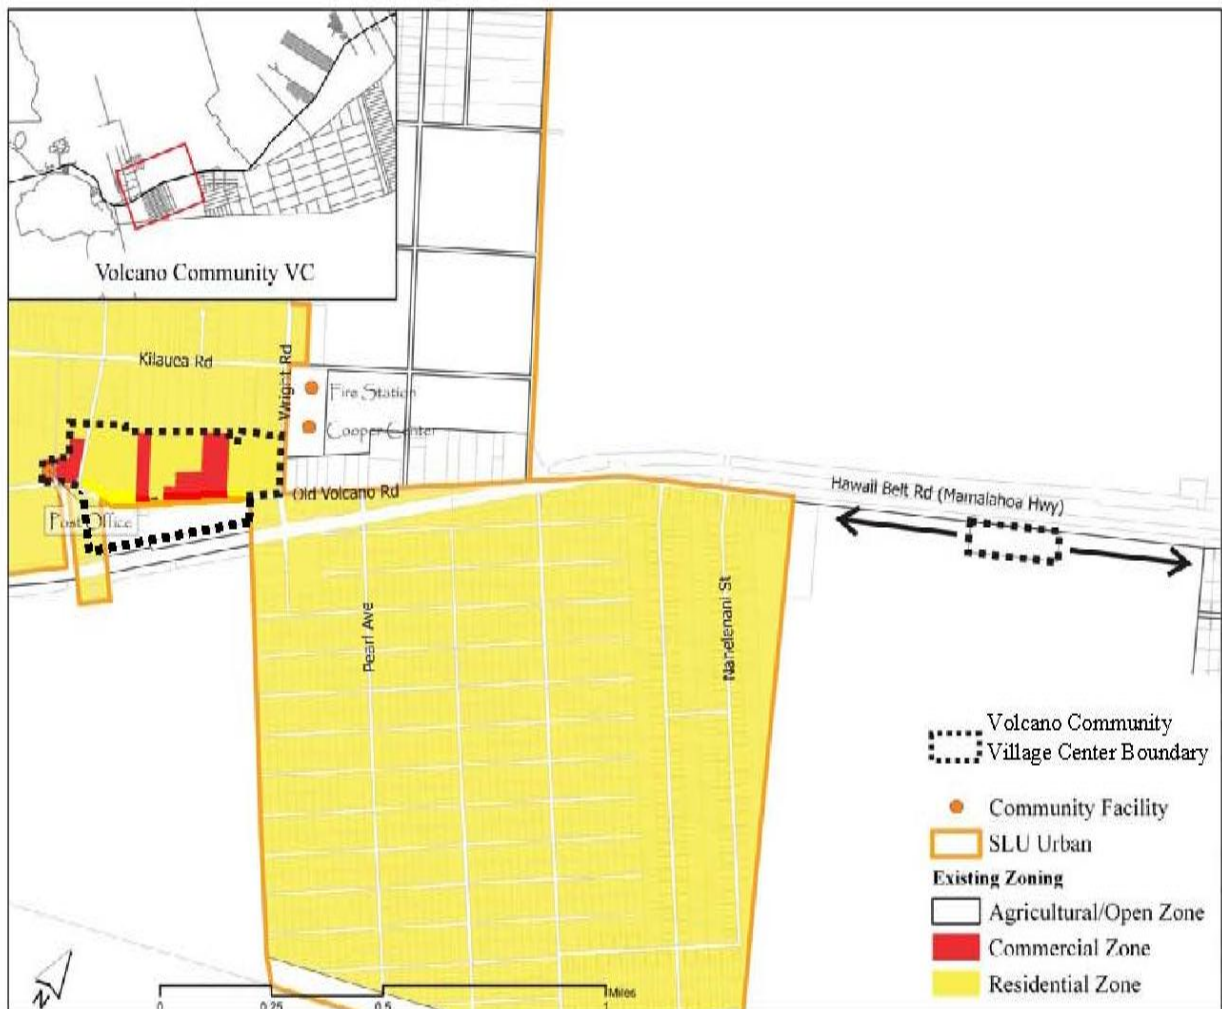 Volcano Community VC
Kilauea Rd
Wright Rd
Fire Station
Cooper Center
Old Volcano Rd
Post Office
Hawaii Belt Rd (Mamalahoa Hwy)
Pearl Ave
Nahelenani St
Volcano Community
Village Center Boundary
Community Facility
SLU Urban
Existing Zoning
Agricultural/Open Zone
Commercial Zone
Residential Zone
N
0 0.25 0.5 1 Miles